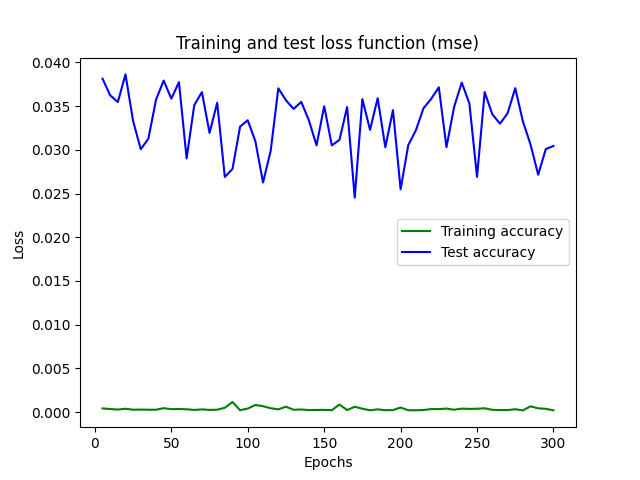 Training and test loss function (mse)
0.040
0.035
0.030
0.025
0.020
0.015
0.010
0.005
0.000
Loss
Training accuracy
Test accuracy
0 50 100 150 200 250 300
Epochs